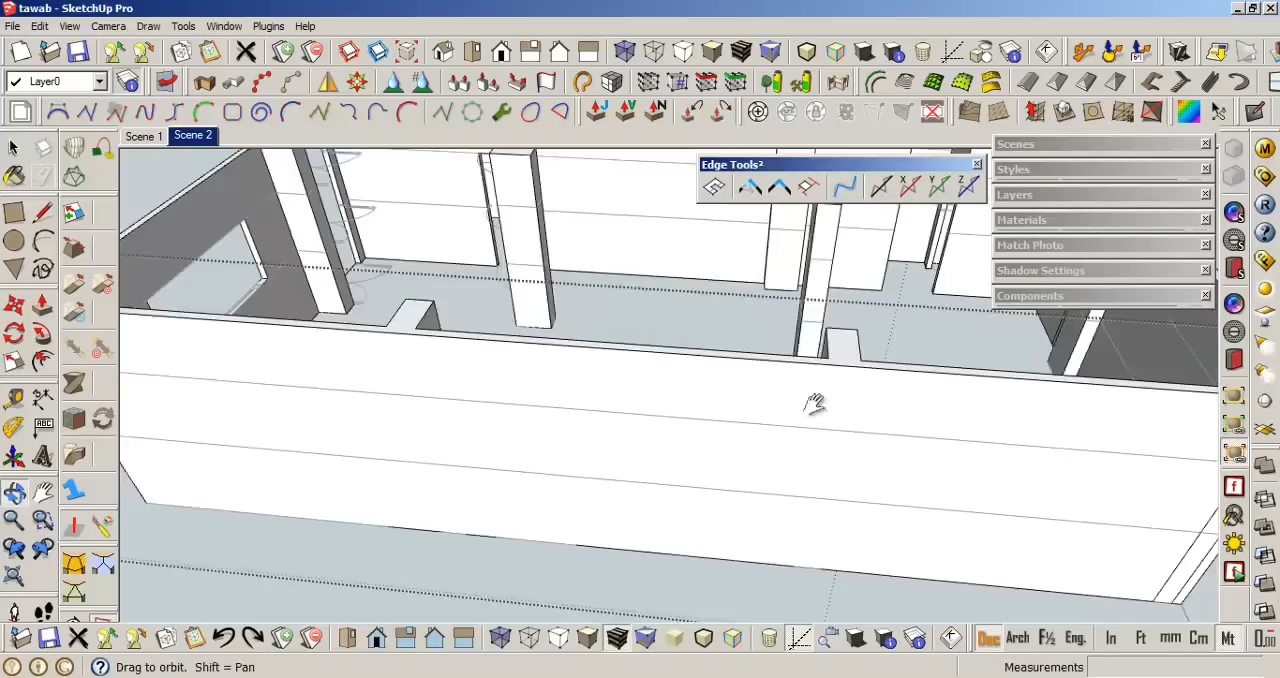 tawab - SketchUp Pro
File Edit View Camera Draw Tools Window Plugins Help
Layer0
Scene 1 Scene 2
Edge Tools²
Scenes
Styles
Layers
Materials
Match Photo
Shadow Settings
Components
Dec Arch F½ Eng. In Ft mm Cm Mt 0.00
Drag to orbit. Shift = Pan
Measurements